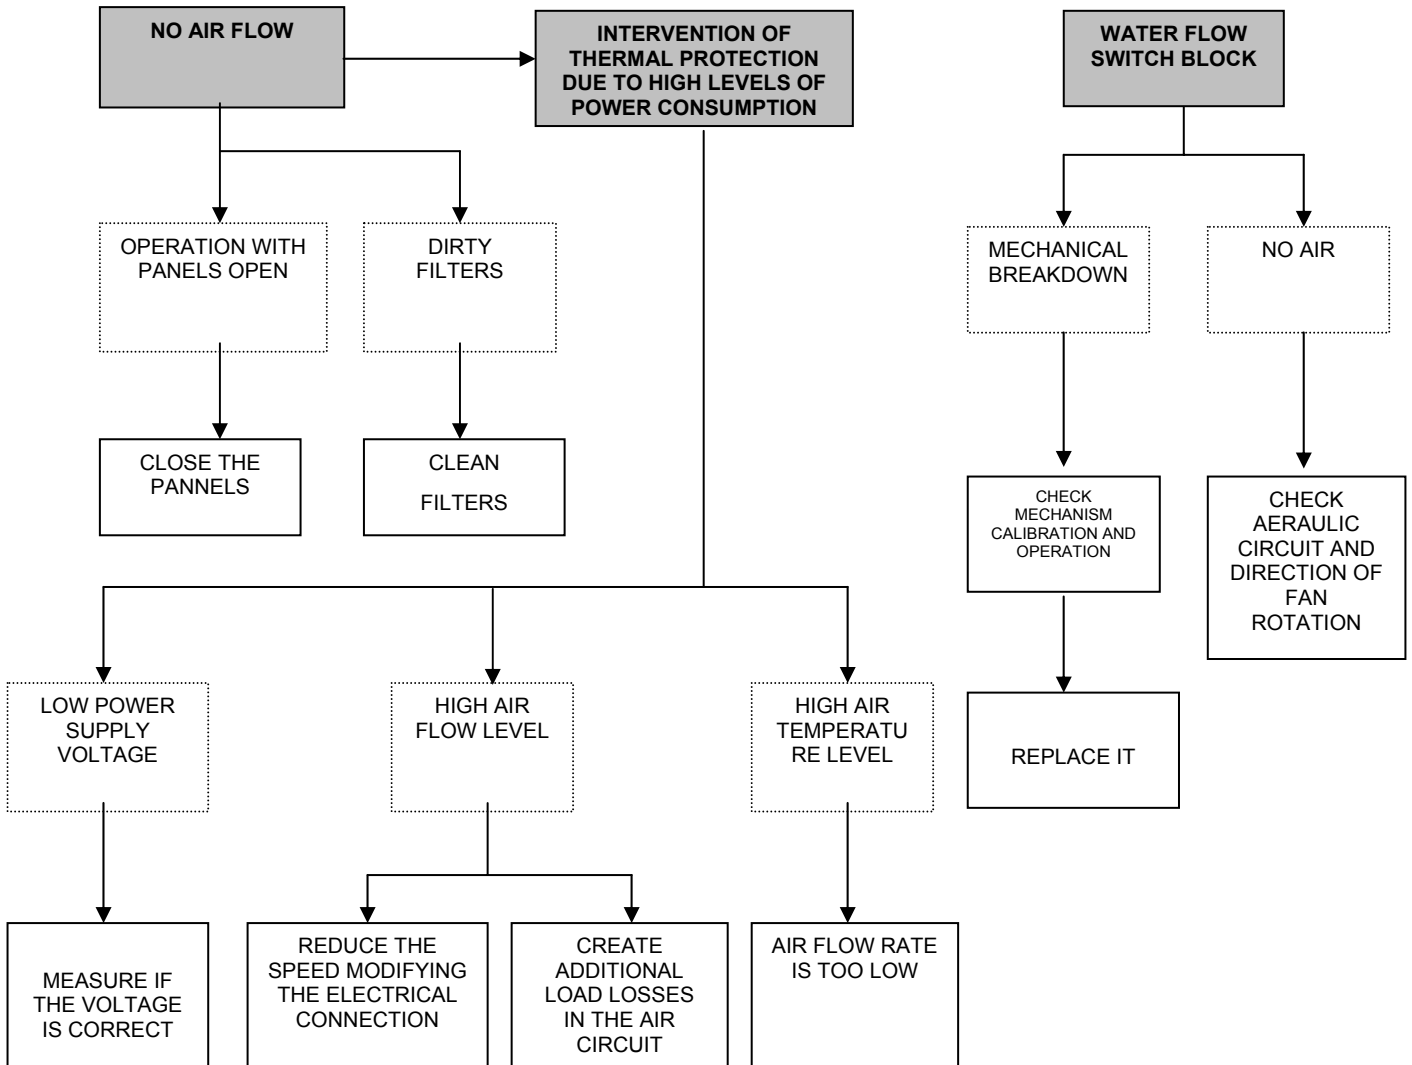 NO AIR FLOW
INTERVENTION OF
THERMAL PROTECTION
DUE TO HIGH LEVELS OF
POWER CONSUMPTION
WATER FLOW
SWITCH BLOCK
OPERATION WITH
PANELS OPEN
DIRTY
FILTERS
MECHANICAL
BREAKDOWN
NO AIR
CLOSE THE
PANNELS
CLEAN
FILTERS
CHECK
MECHANISM
CALIBRATION AND
OPERATION
CHECK
AERAULIC
CIRCUIT AND
DIRECTION OF
FAN
ROTATION
LOW POWER
SUPPLY
VOLTAGE
HIGH AIR
FLOW LEVEL
HIGH AIR
TEMPERATU
RE LEVEL
REPLACE IT
MEASURE IF
THE VOLTAGE
IS CORRECT
REDUCE THE
SPEED MODIFYING
THE ELECTRICAL
CONNECTION
CREATE
ADDITIONAL
LOAD LOSSES
IN THE AIR
CIRCUIT
AIR FLOW RATE
IS TOO LOW